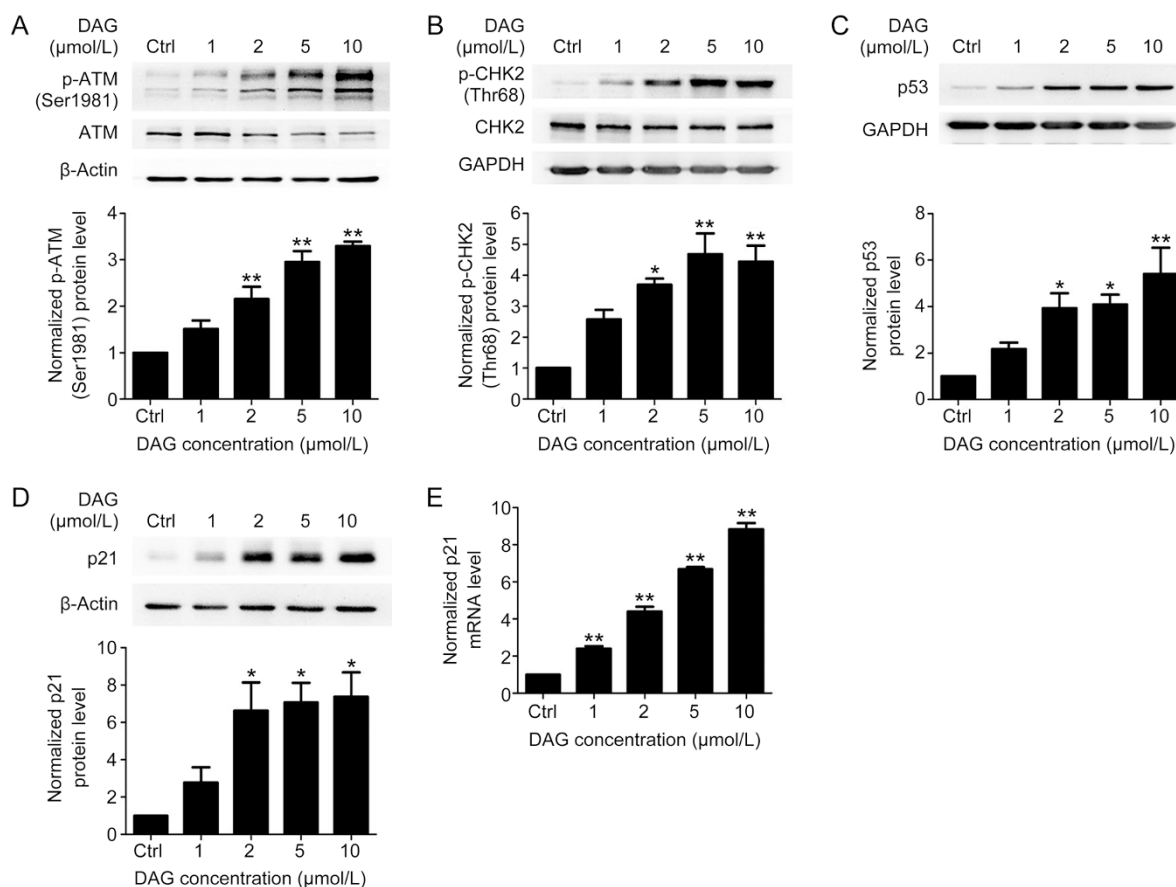 A
DAG
(μmol/L)
Ctrl 1 2 5 10
p-ATM
(Ser1981)
ATM
β-Actin
Normalized p-ATM
(Ser1981) protein level
4
3
2
1
0
** ** **
Ctrl 1 2 5 10
DAG concentration (μmol/L)
B
DAG
(μmol/L)
Ctrl 1 2 5 10
p-CHK2
(Thr68)
CHK2
GAPDH
Normalized p-CHK2
(Thr68) protein level
6
5
4
3
2
1
0
* ** **
Ctrl 1 2 5 10
DAG concentration (μmol/L)
C
DAG
(μmol/L)
Ctrl 1 2 5 10
p53
GAPDH
Normalized p53
protein level
8
6
4
2
0
* * **
Ctrl 1 2 5 10
DAG concentration (μmol/L)
D
DAG
(μmol/L)
Ctrl 1 2 5 10
p21
β-Actin
Normalized p21
protein level
10
8
6
4
2
0
* * *
Ctrl 1 2 5 10
DAG concentration (μmol/L)
E
Normalized p21
mRNA level
10
8
6
4
2
0
** ** ** **
Ctrl 1 2 5 10
DAG concentration (μmol/L)